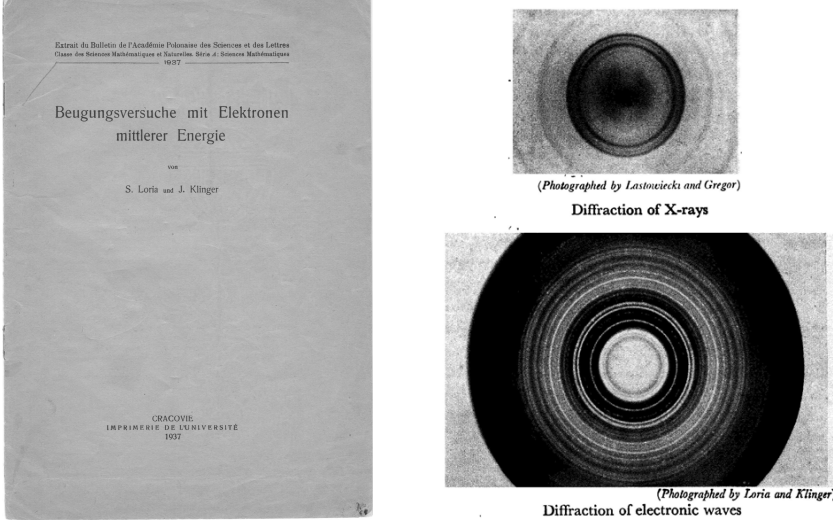 Extrait du Bulletin de l'Académie Polonaise des Sciences et des Lettres
Classe des Sciences Mathématiques et Naturelles. Série A: Sciences Mathématiques
1937
Beugungsversuche mit Elektronen
mittlerer Energie
von
S. Loria und J. Klinger
CRACOVIE
IMPRIMERIE DE L'UNIVERSITÉ
1937
(Photographed by Lastowiecki and Gregor)
Diffraction of X-rays
(Photographed by Loria and Klinger)
Diffraction of electronic waves